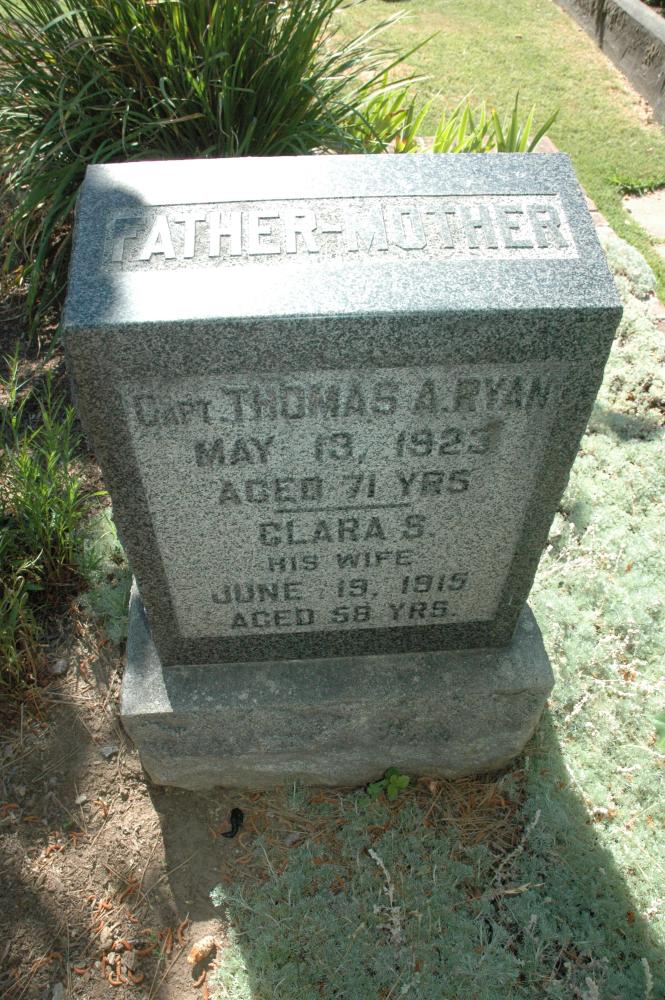 FATHER-MOTHER
CAPT. THOMAS A. RYAN
MAY 13, 1923
AGED 71 YRS
CLARA S.
HIS WIFE
JUNE 19, 1915
AGED 58 YRS.